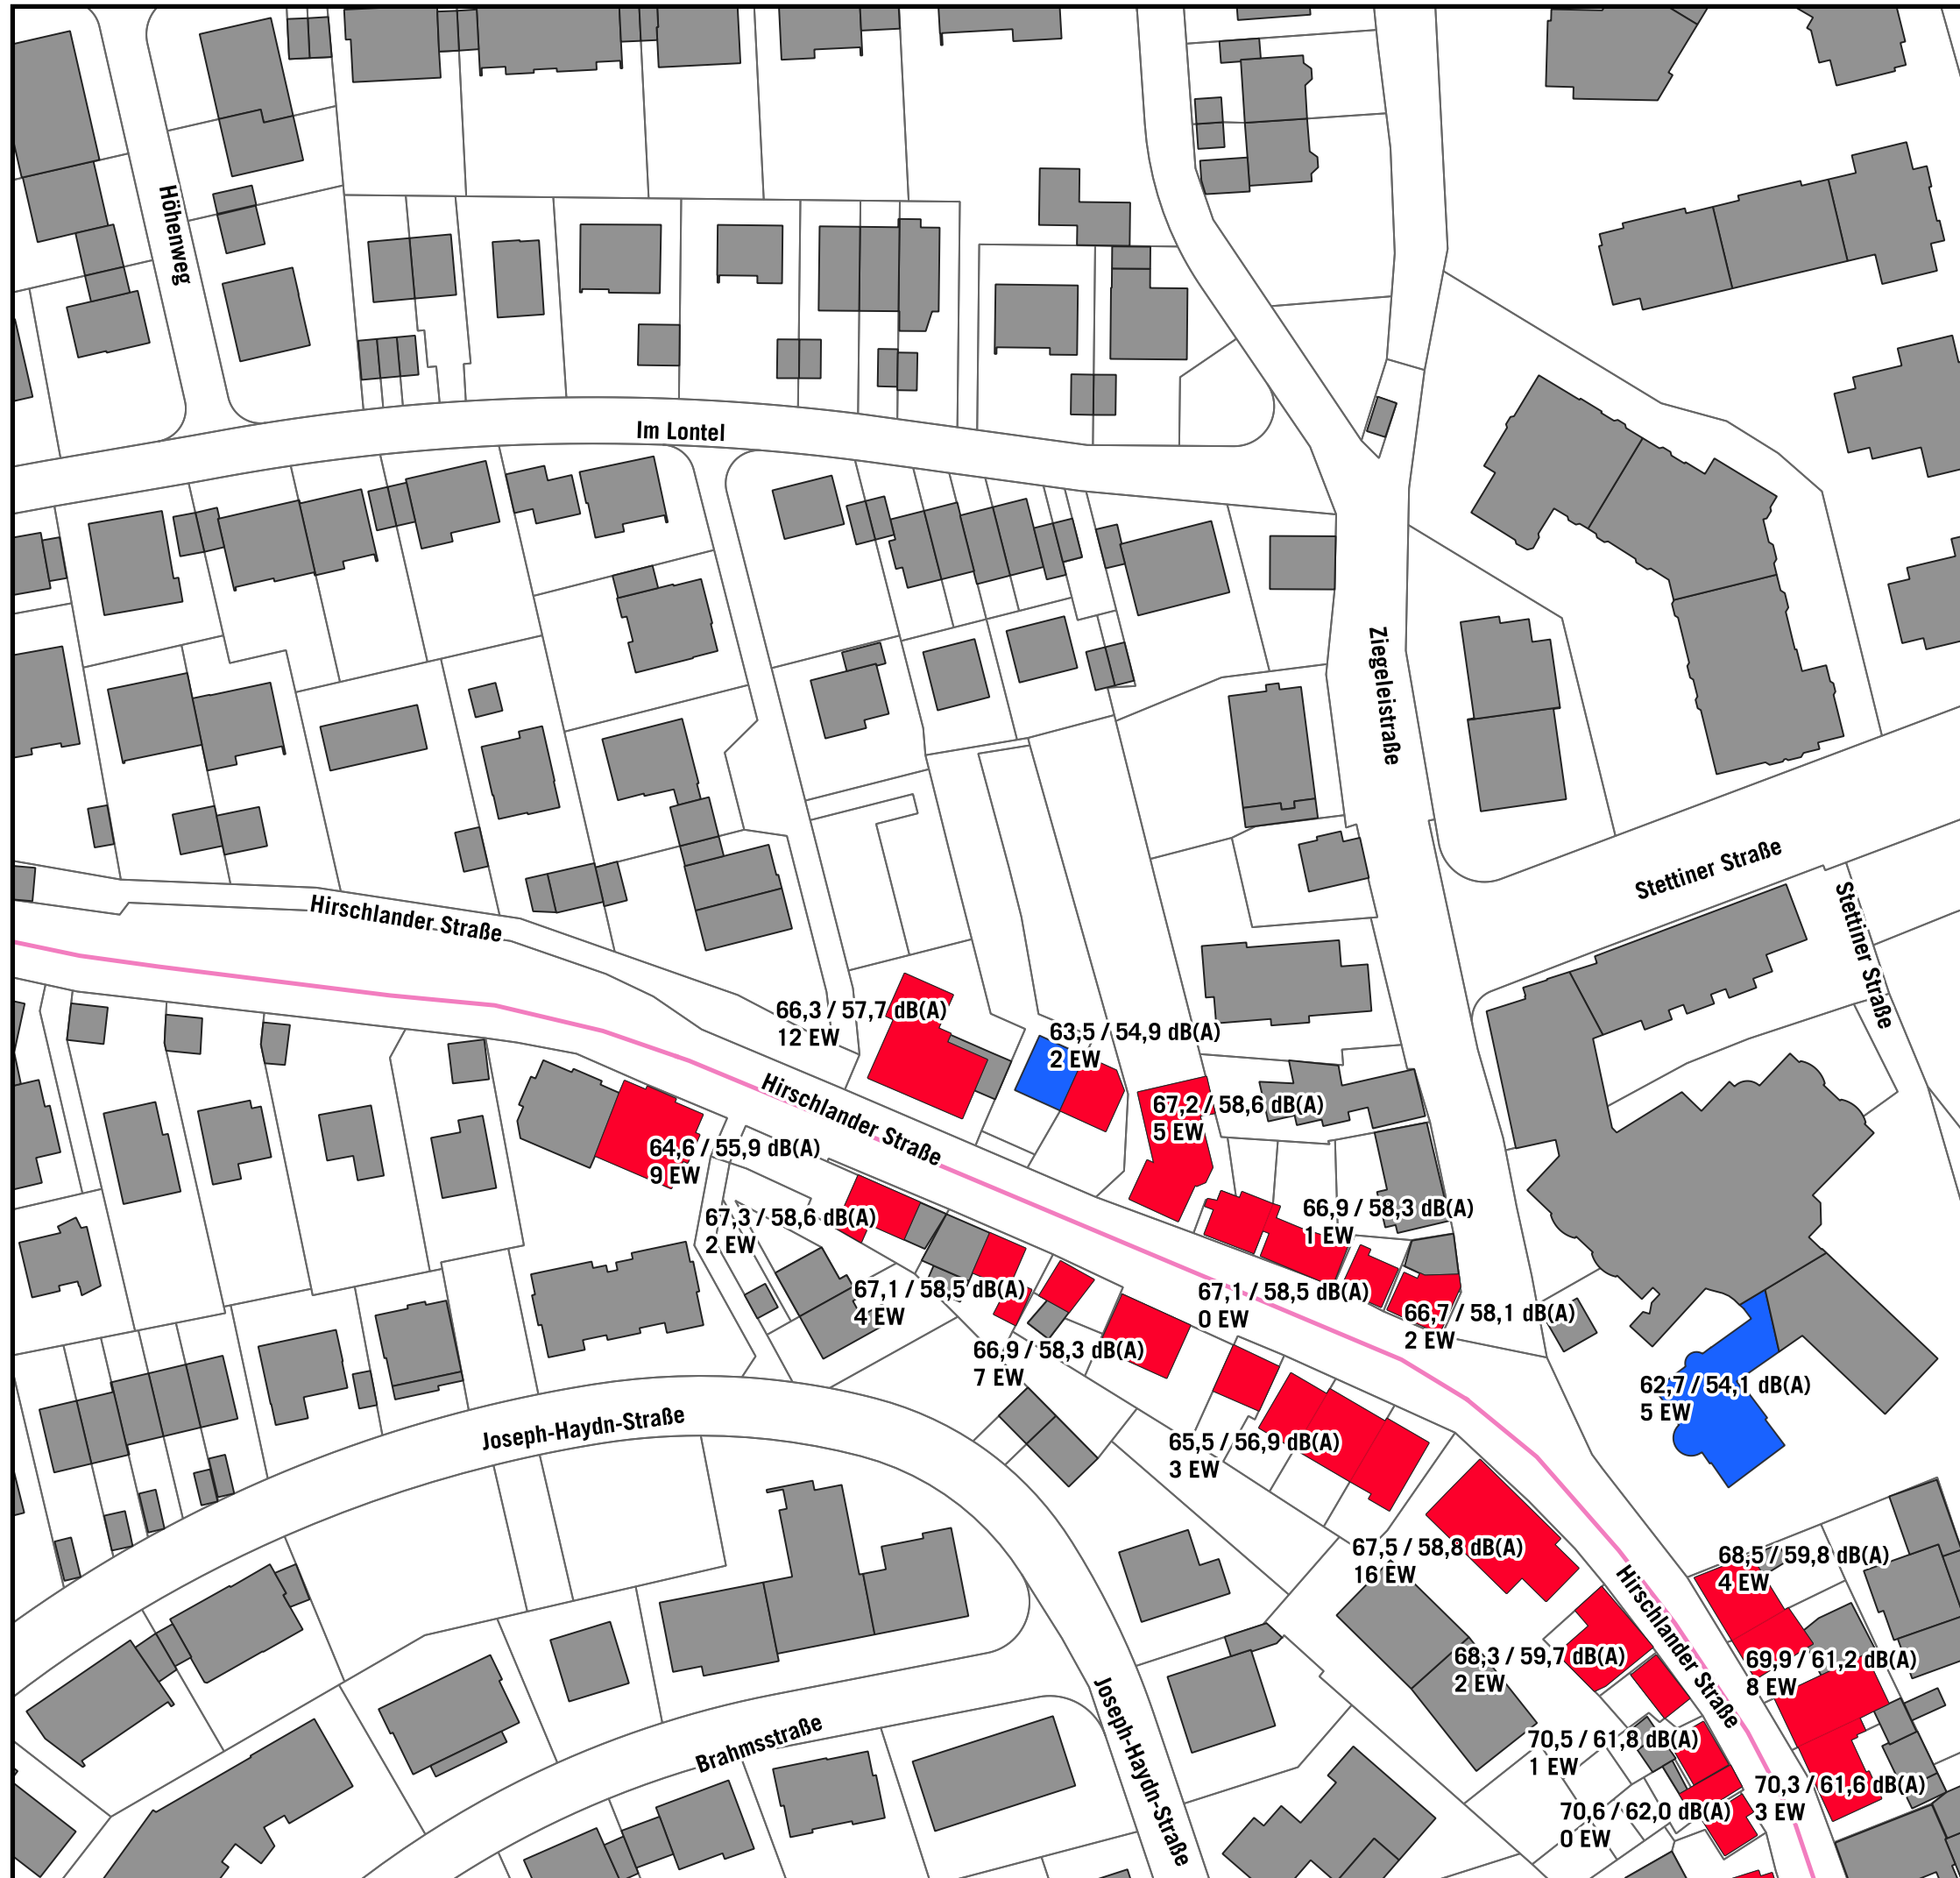 Höhenweg
Im Lontel
Ziegeleistraße
Stettiner Straße
Stettiner Straße
Hirschlander Straße
66,3 / 57,7 dB(A)
12 EW
63,5 / 54,9 dB(A)
2 EW
Hirschlander Straße
67,2 / 58,6 dB(A)
5 EW
64,6 / 55,9 dB(A)
9 EW
67,3 / 58,6 dB(A)
2 EW
66,9 / 58,3 dB(A)
1 EW
67,1 / 58,5 dB(A)
4 EW
67,1 / 58,5 dB(A)
0 EW
66,7 / 58,1 dB(A)
2 EW
66,9 / 58,3 dB(A)
7 EW
62,7 / 54,1 dB(A)
5 EW
Joseph-Haydn-Straße
65,5 / 56,9 dB(A)
3 EW
67,5 / 58,8 dB(A)
16 EW
68,5 / 59,8 dB(A)
4 EW
Hirschlander Straße
68,3 / 59,7 dB(A)
2 EW
69,9 / 61,2 dB(A)
8 EW
Joseph-Haydn-Straße
Brahmsstraße
70,5 / 61,8 dB(A)
1 EW
70,3 / 61,6 dB(A)
3 EW
70,6 / 62,0 dB(A)
0 EW